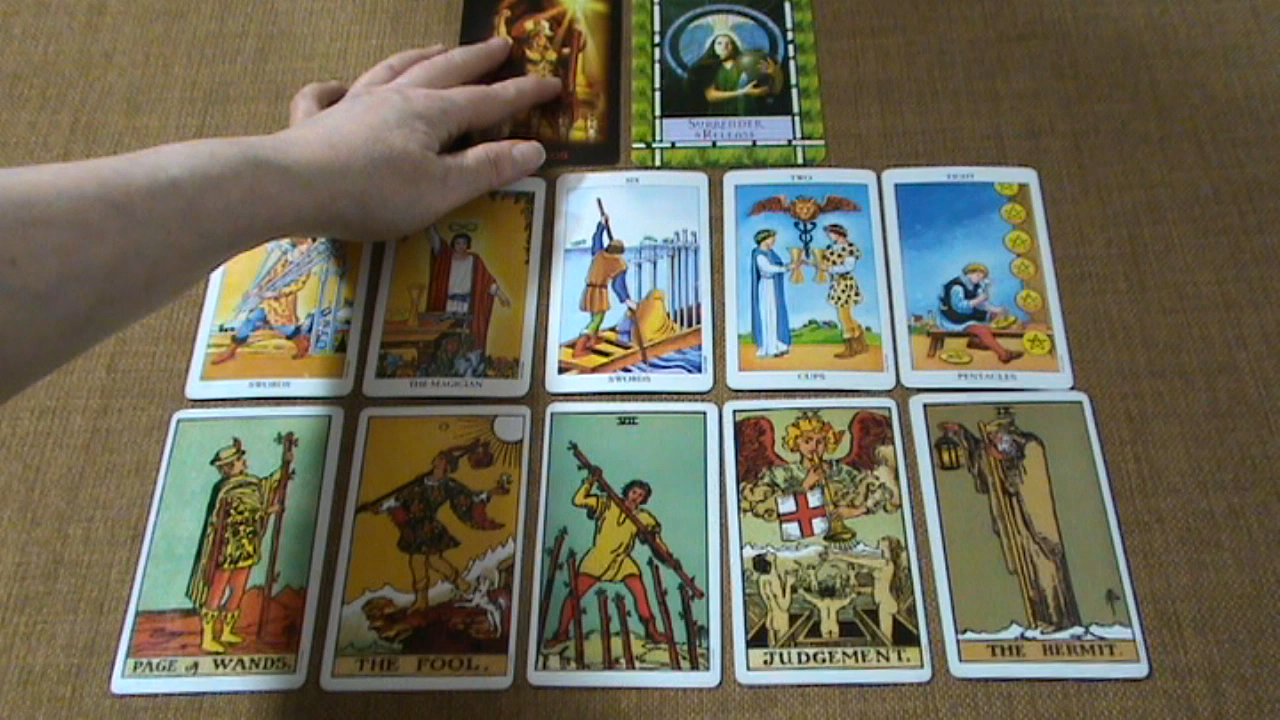 SURRENDER
& RELEASE
SIX
TWO
EIGHT
SWORDS
THE MAGICIAN
SWORDS
CUPS
PENTACLES
VII
IX
PAGE of WANDS.
THE FOOL.
JUDGEMENT.
THE HERMIT.